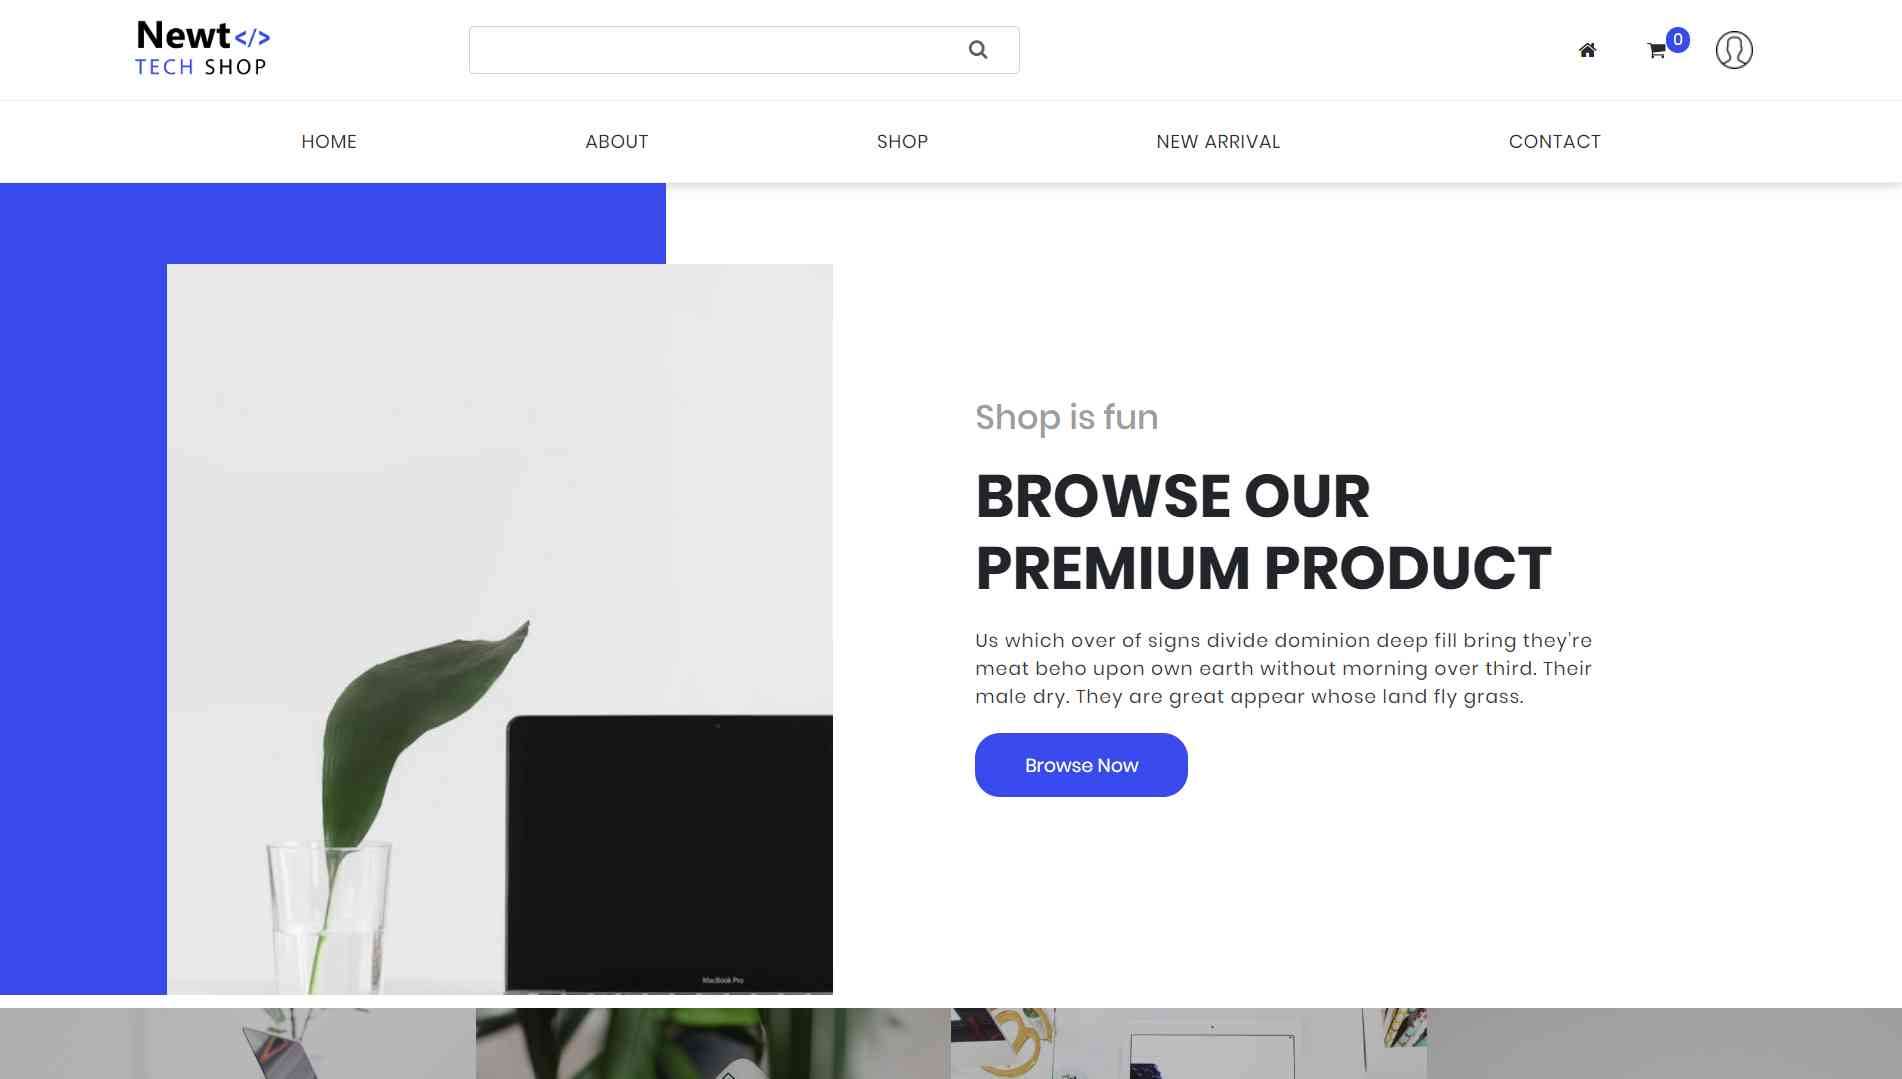 Newt</>
TECH SHOP
0
HOME
ABOUT
SHOP
NEW ARRIVAL
CONTACT
Shop is fun
BROWSE OUR
PREMIUM PRODUCT
Us which over of signs divide dominion deep fill bring they're
meat beho upon own earth without morning over third. Their
male dry. They are great appear whose land fly grass.
Browse Now
MacBook Pro